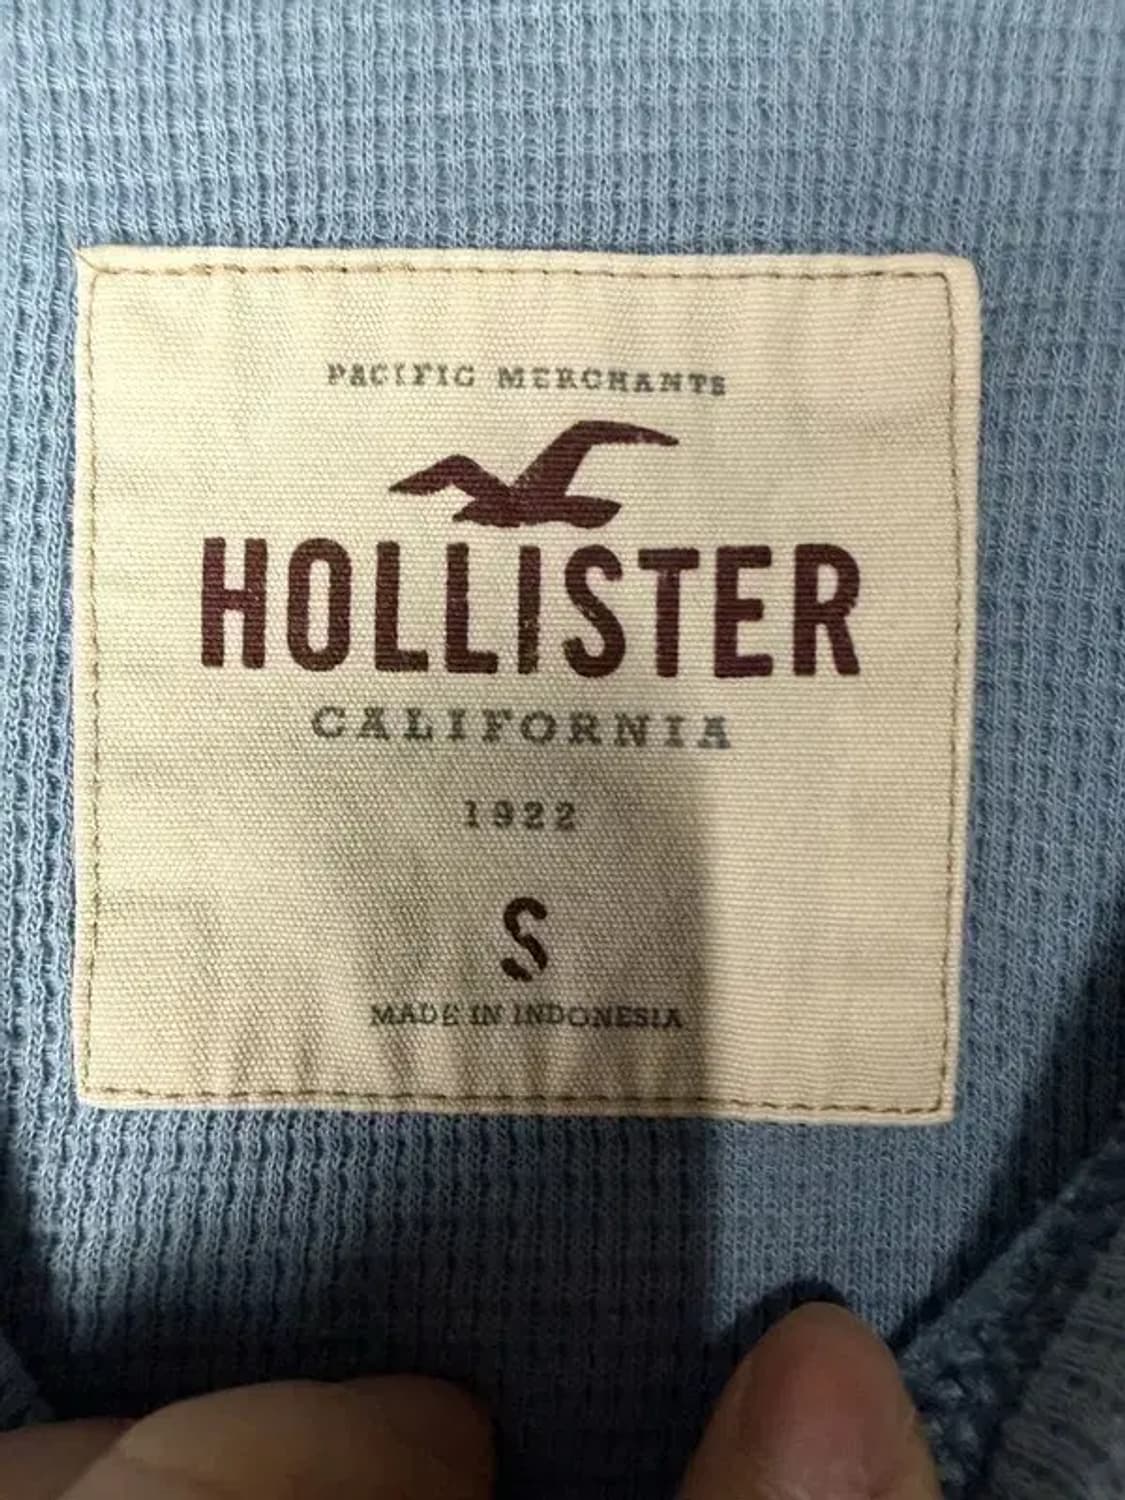 PACIFIC MERCHANTS
HOLLISTER
CALIFORNIA
1922
S
MADE IN INDONESIA